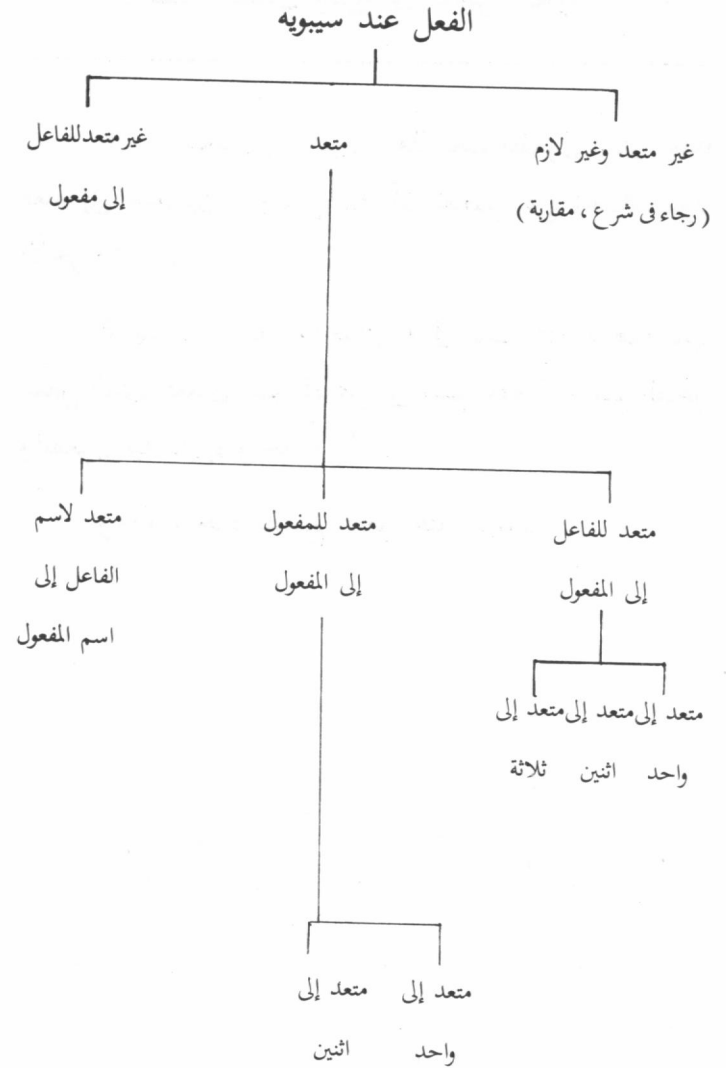 الفعل عند سيبويه
غير متعد وغير لازم
(رجاء فى شرع ، مقاربة)
متعد
غير متعد للفاعل
إلى مفعول
متعد للفاعل
إلى المفعول
متعد إلى
واحد
متعد إلى
اثنين
متعد إلى
ثلاثة
متعد للمفعول
إلى المفعول
متعد إلى
واحد
متعد إلى
اثنين
متعد لاسم
الفاعل إلى
اسم المفعول